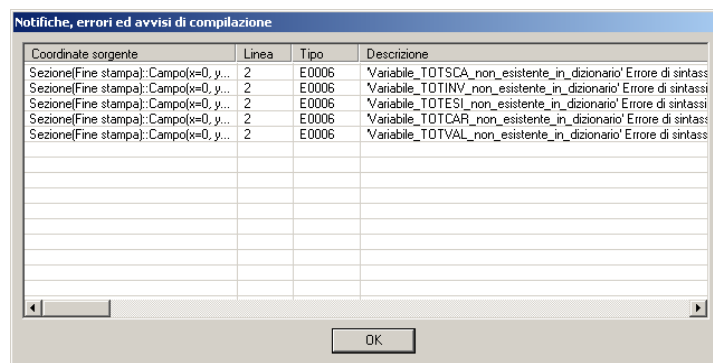 Notifiche, errori ed avvisi di compilazione
Coordinate sorgente Linea Tipo Descrizione
Sezione(Fine stampa)::Campo(x=0, y... 2 E0006 'Variabile_TOTSCA_non_esistente_in_dizionario' Errore di sintassi
Sezione(Fine stampa)::Campo(x=0, y... 2 E0006 'Variabile_TOTINV_non_esistente_in_dizionario' Errore di sintassi
Sezione(Fine stampa)::Campo(x=0, y... 2 E0006 'Variabile_TOTESI_non_esistente_in_dizionario' Errore di sintassi
Sezione(Fine stampa)::Campo(x=0, y... 2 E0006 'Variabile_TOTCAR_non_esistente_in_dizionario' Errore di sintass
Sezione(Fine stampa)::Campo(x=0, y... 2 E0006 'Variabile_TOTVAL_non_esistente_in_dizionario' Errore di sintass
OK